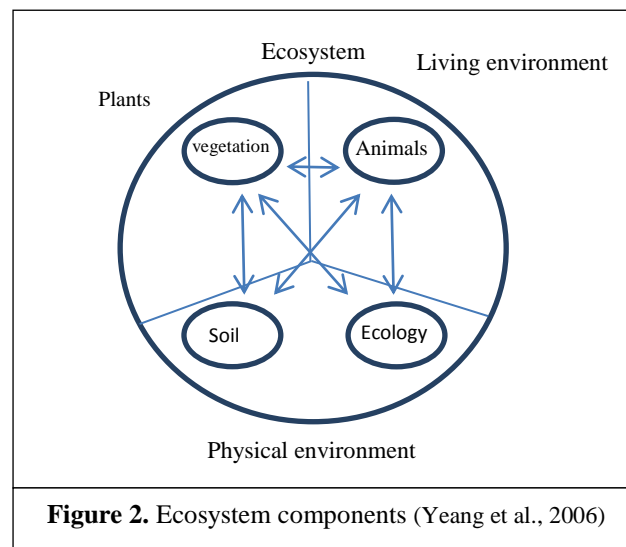 Ecosystem
Living environment
Plants
vegetation
Animals
Soil
Ecology
Physical environment
Figure 2. Ecosystem components (Yeang et al., 2006)